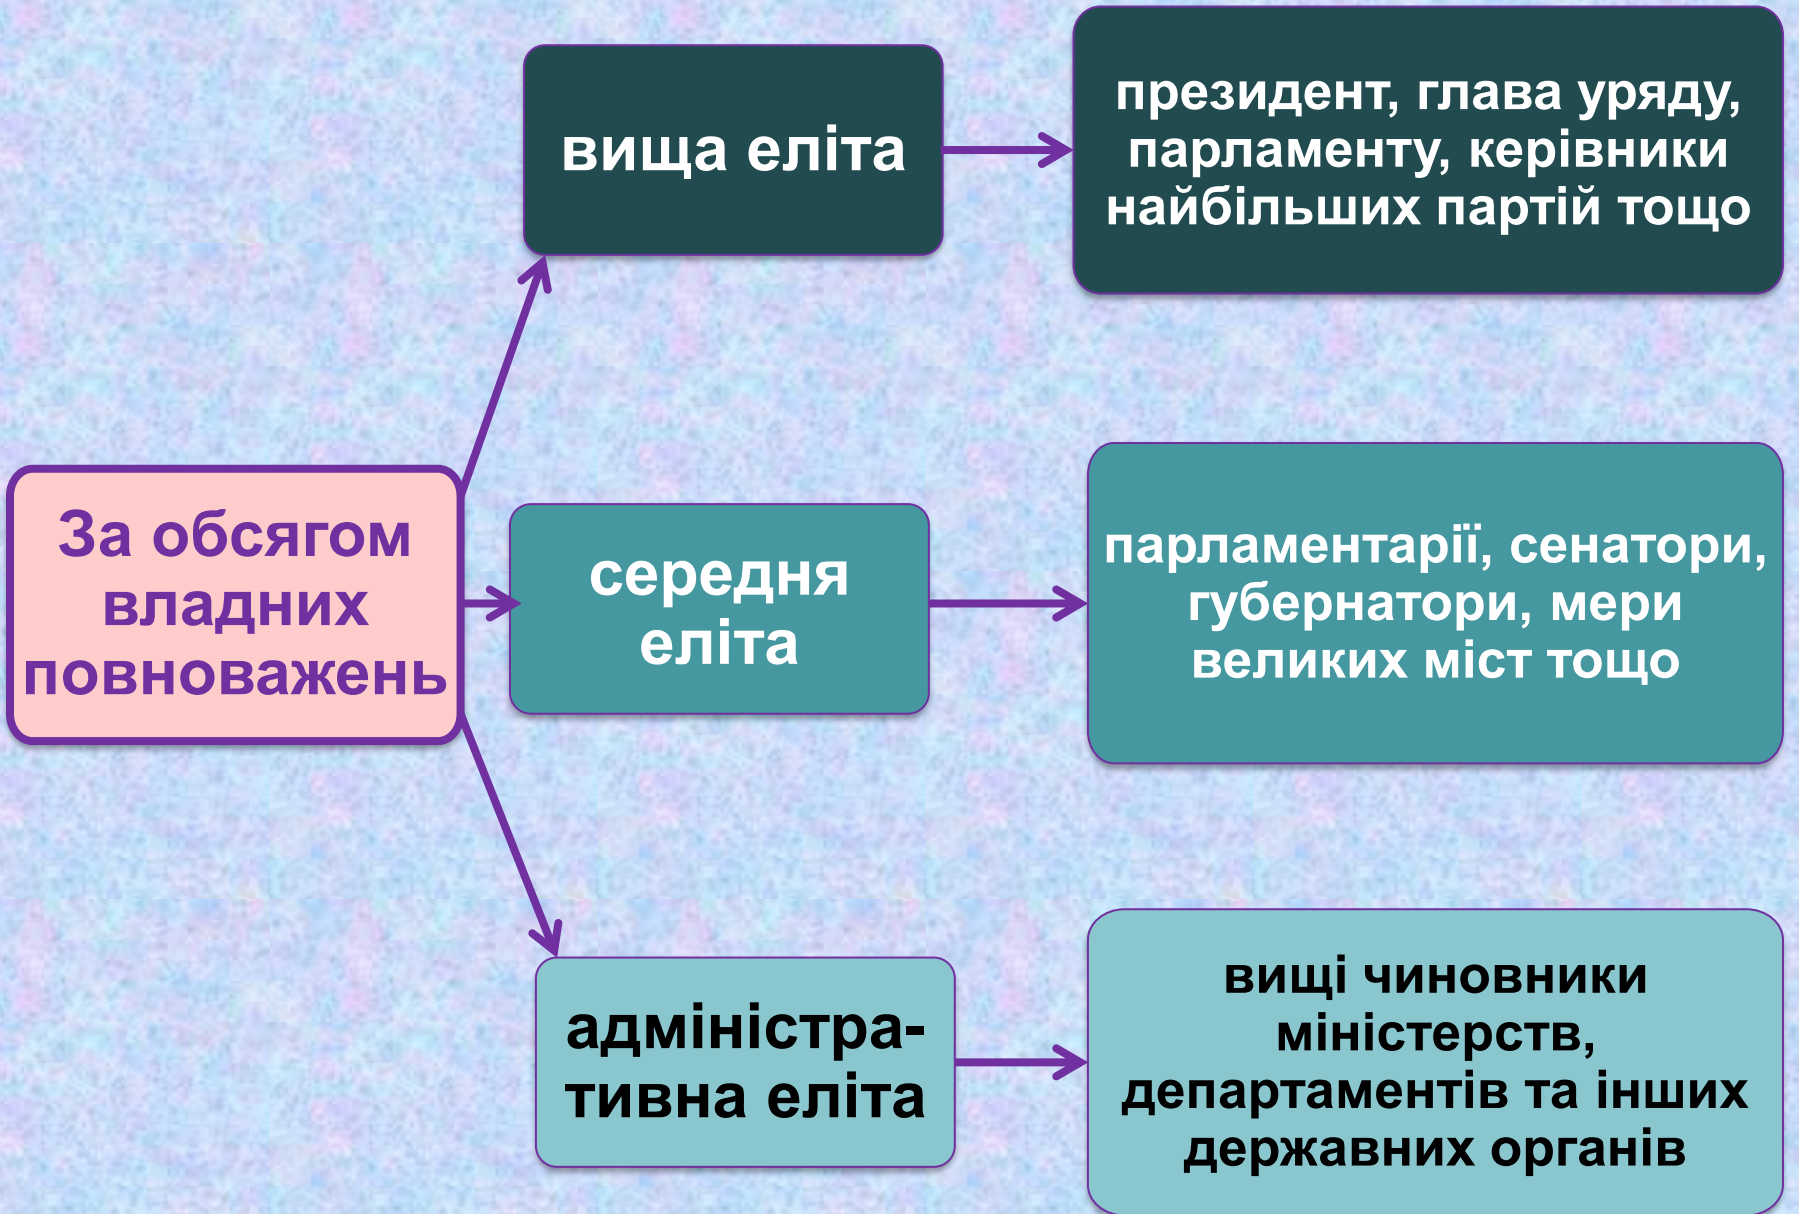 За обсягом
владних
повноважень
вища еліта
президент, глава уряду,
парламенту, керівники
найбільших партій тощо
середня
еліта
парламентарії, сенатори,
губернатори, мери
великих міст тощо
адміністра-
тивна еліта
вищі чиновники
міністерств,
департаментів та інших
державних органів